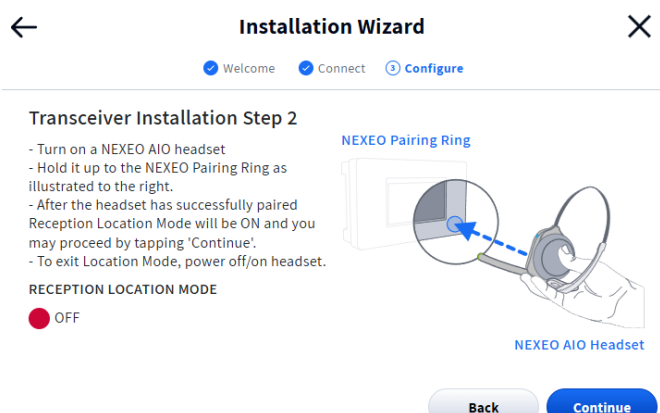 Installation Wizard
Welcome
Connect
3 Configure
Transceiver Installation Step 2
NEXEO Pairing Ring
- Turn on a NEXEO AIO headset
- Hold it up to the NEXEO Pairing Ring as
illustrated to the right.
- After the headset has successfully paired
Reception Location Mode will be ON and you
may proceed by tapping 'Continue'.
- To exit Location Mode, power off/on headset.
RECEPTION LOCATION MODE
OFF
NEXEO AIO Headset
Back
Continue